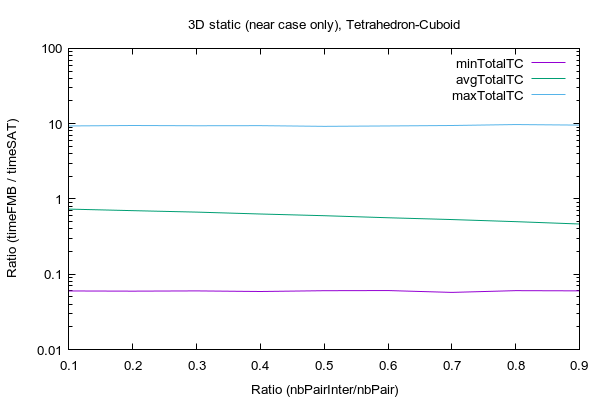 3D static (near case only), Tetrahedron-Cuboid
minTotalTC
avgTotalTC
maxTotalTC
100
10
1
0.1
0.01
Ratio (timeFMB / timeSAT)
0.1 0.2 0.3 0.4 0.5 0.6 0.7 0.8 0.9
Ratio (nbPairInter/nbPair)